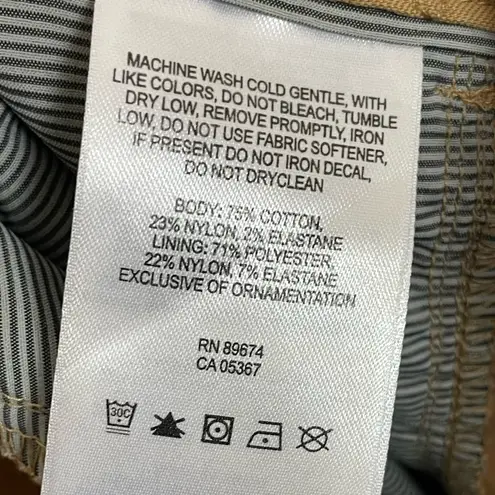 MACHINE WASH COLD GENTLE, WITH
LIKE COLORS, DO NOT BLEACH, TUMBLE
DRY LOW, REMOVE PROMPTLY, IRON
LOW, DO NOT USE FABRIC SOFTENER,
IF PRESENT DO NOT IRON DECAL,
DO NOT DRYCLEAN
BODY: 75% COTTON,
23% NYLON, 2% ELASTANE
LINING: 71% POLYESTER,
22% NYLON, 7% ELASTANE
EXCLUSIVE OF ORNAMENTATION
RN 89674
CA 05367
30C